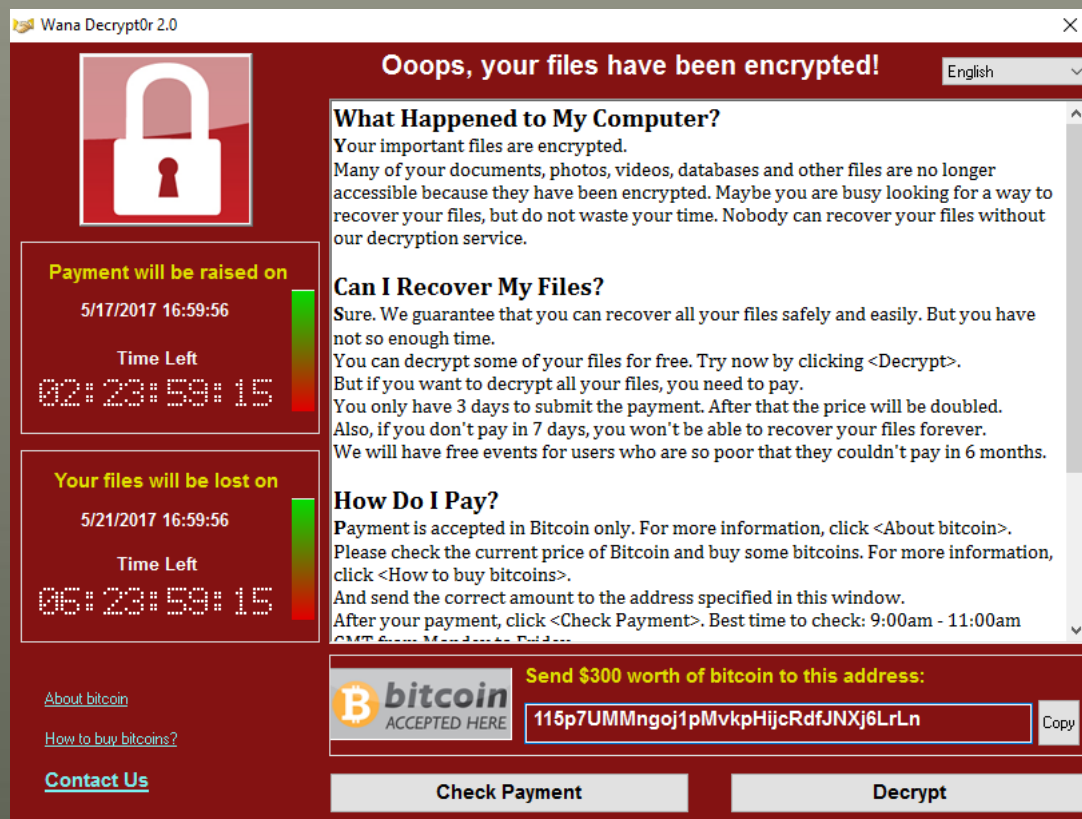 Wana Decrypt0r 2.0
Ooops, your files have been encrypted!
English
What Happened to My Computer?
Your important files are encrypted.
Many of your documents, photos, videos, databases and other files are no longer
accessible because they have been encrypted. Maybe you are busy looking for a way to
recover your files, but do not waste your time. Nobody can recover your files without
our decryption service.
Can I Recover My Files?
Sure. We guarantee that you can recover all your files safely and easily. But you have
not so enough time.
You can decrypt some of your files for free. Try now by clicking <Decrypt>.
But if you want to decrypt all your files, you need to pay.
You only have 3 days to submit the payment. After that the price will be doubled.
Also, if you don't pay in 7 days, you won't be able to recover your files forever.
We will have free events for users who are so poor that they couldn't pay in 6 months.
How Do I Pay?
Payment is accepted in Bitcoin only. For more information, click <About bitcoin>.
Please check the current price of Bitcoin and buy some bitcoins. For more information,
click <How to buy bitcoins>.
And send the correct amount to the address specified in this window.
After your payment, click <Check Payment>. Best time to check: 9:00am - 11:00am
GMT from Monday to Friday
Payment will be raised on
5/17/2017 16:59:56
Time Left
02:23:59:15
Your files will be lost on
5/21/2017 16:59:56
Time Left
06:23:59:15
About bitcoin
How to buy bitcoins?
Contact Us
bitcoin
ACCEPTED HERE
Send $300 worth of bitcoin to this address:
115p7UMMngoj1pMvkpHijcRdfJNXj6LrLn
Copy
Check Payment
Decrypt